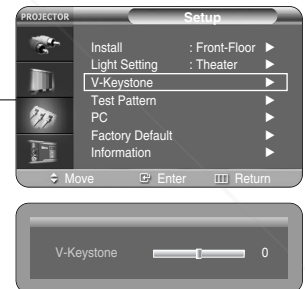 PROJECTOR
Setup
Install : Front-Floor ▶
Light Setting : Theater ▶
V-Keystone ▶
Test Pattern ▶
PC ▶
Factory Default ▶
Information ▶
Move Enter Return
V-Keystone 0